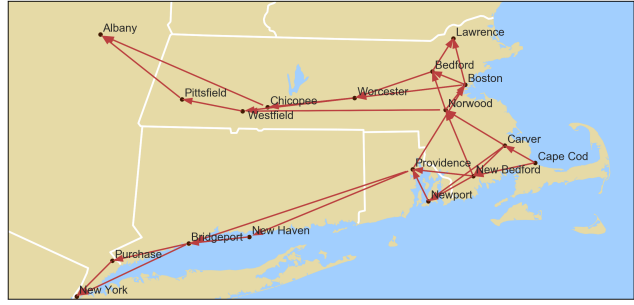 Albany
Lawrence
Bedford
Boston
Pittsfield
Chicopee
Worcester
Westfield
Norwood
Carver
Providence
New Bedford
Cape Cod
Newport
New Haven
Bridgeport
Purchase
New York